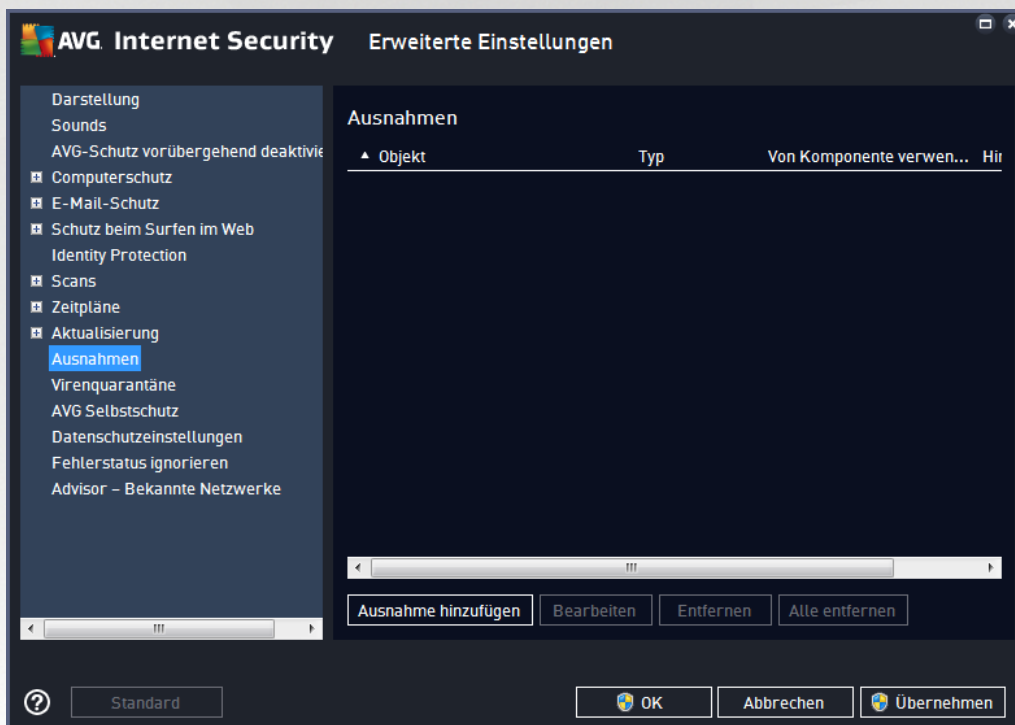 AVG. Internet Security Erweiterte Einstellungen
Darstellung
Sounds
AVG-Schutz vorübergehend deaktivie
Computerschutz
E-Mail-Schutz
Schutz beim Surfen im Web
Identity Protection
Scans
Zeitpläne
Aktualisierung
Ausnahmen
Virenquarantäne
AVG Selbstschutz
Datenschutzeinstellungen
Fehlerstatus ignorieren
Advisor – Bekannte Netzwerke
Ausnahmen
Objekt Typ Von Komponente verwen... Hin
Ausnahme hinzufügen Bearbeiten Entfernen Alle entfernen
Standard OK Abbrechen Übernehmen